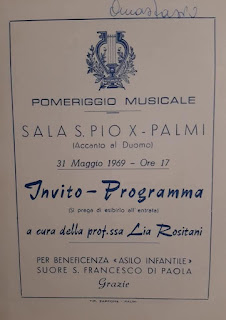 POMERIGGIO MUSICALE
SALA S. PIO X - PALMI
(Accanto al Duomo)
31 Maggio 1969 - Ore 17
Invito - Programma
(Si prega di esibirlo all'entrata)
a cura della prof.ssa Lia Rositani
PER BENEFICENZA «ASILO INFANTILE»
SUORE S. FRANCESCO DI PAOLA
Grazie